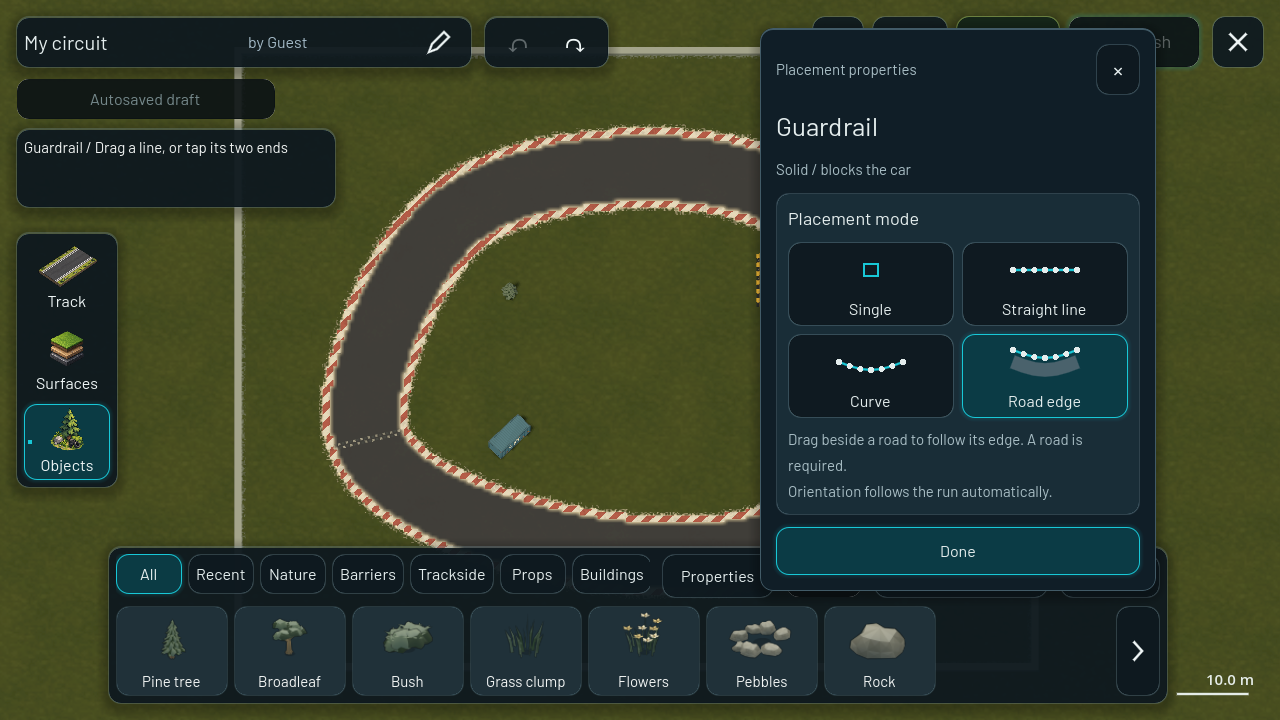 My circuit
by Guest
sh
Autosaved draft
Guardrail / Drag a line, or tap its two ends
Track
Surfaces
Objects
Placement properties
×
Guardrail
Solid / blocks the car
Placement mode
Single
Straight line
Curve
Road edge
Drag beside a road to follow its edge. A road is
required.
Orientation follows the run automatically.
Done
All
Recent
Nature
Barriers
Trackside
Props
Buildings
Properties
Pine tree
Broadleaf
Bush
Grass clump
Flowers
Pebbles
Rock
10.0 m